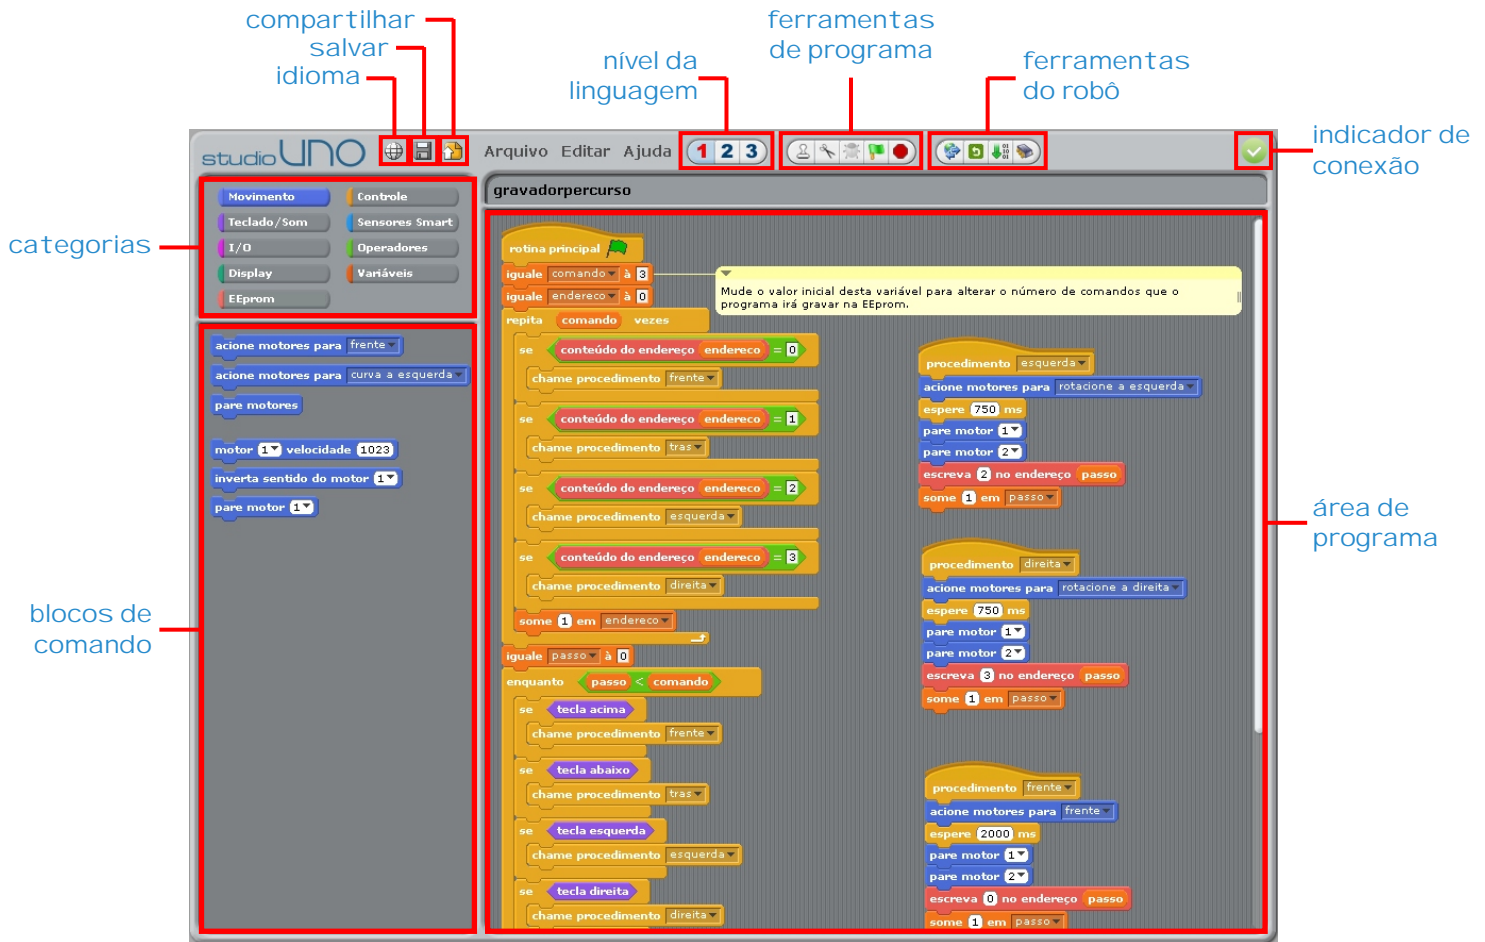 compartilhar
salvar
idioma
nível da
linguagem
ferramentas
de programa
ferramentas
do robô
indicador de
conexão
categorias
blocos de
comando
área de
programa
studioUNO
Arquivo Editar Ajuda 1 2 3
gravadorpercurso
Movimento Controle
Teclado/Som Sensores Smart
I/O Operadores
Display Variáveis
EEprom
acione motores para frente
acione motores para curva a esquerda
pare motores
motor 1 velocidade 1023
inverta sentido do motor 1
pare motor 1
rotina principal
iguale comando à 3
Mude o valor inicial desta variável para alterar o número de comandos que o
programa irá gravar na EEprom.
iguale endereco à 0
repita comando vezes
se conteúdo do endereço endereco = 0
chame procedimento frente
se conteúdo do endereço endereco = 1
chame procedimento tras
se conteúdo do endereço endereco = 2
chame procedimento esquerda
se conteúdo do endereço endereco = 3
chame procedimento direita
some 1 em endereco
iguale passo à 0
enquanto passo < comando
se tecla acima
chame procedimento frente
se tecla abaixo
chame procedimento tras
se tecla esquerda
chame procedimento esquerda
se tecla direita
chame procedimento direita
procedimento esquerda
acione motores para rotacione a esquerda
espere 750 ms
pare motor 1
pare motor 2
escreva 2 no endereço passo
some 1 em passo
procedimento direita
acione motores para rotacione a direita
espere 750 ms
pare motor 1
pare motor 2
escreva 3 no endereço passo
some 1 em passo
procedimento frente
acione motores para frente
espere 2000 ms
pare motor 1
pare motor 2
escreva 0 no endereço passo
some 1 em passo